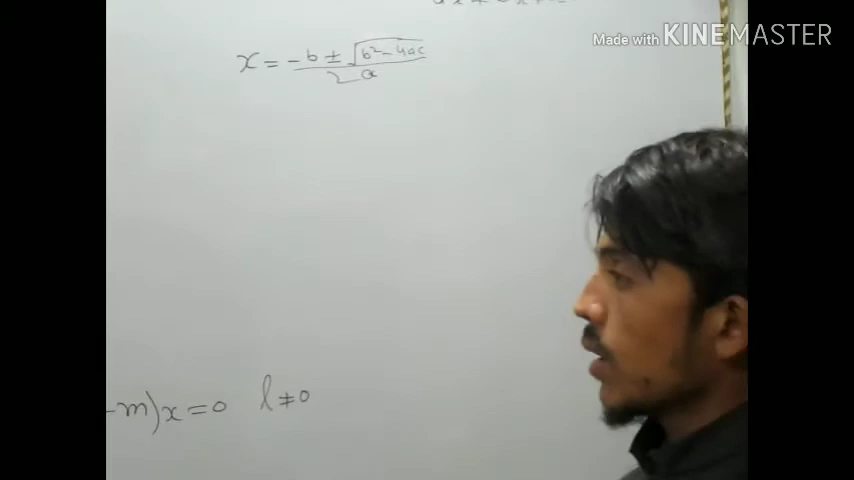 Made with KINEMASTER
x = -b ± √(b² - 4ac) / 2a
-m)x = 0 l ≠ 0